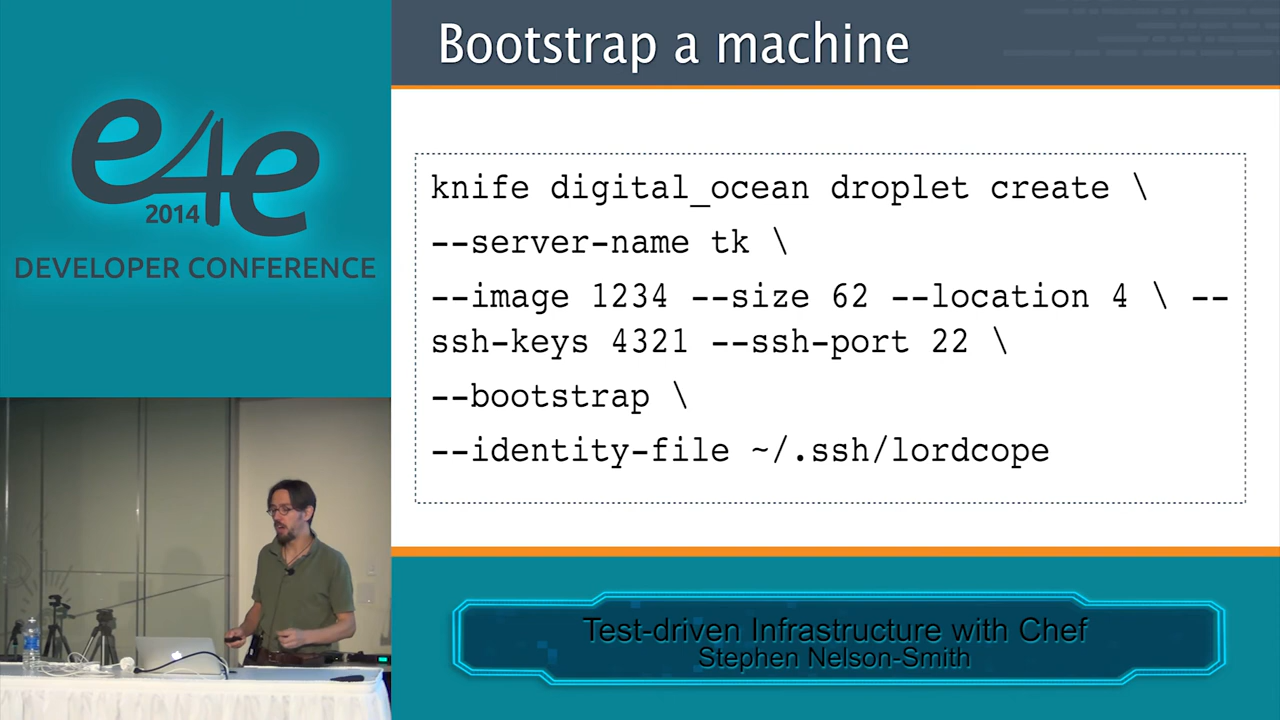 Bootstrap a machine
e4e
2014
DEVELOPER CONFERENCE
knife digital_ocean droplet create \
--server-name tk \
--image 1234 --size 62 --location 4 \ --
ssh-keys 4321 --ssh-port 22 \
--bootstrap \
--identity-file ~/.ssh/lordcope
Test-driven Infrastructure with Chef
Stephen Nelson-Smith